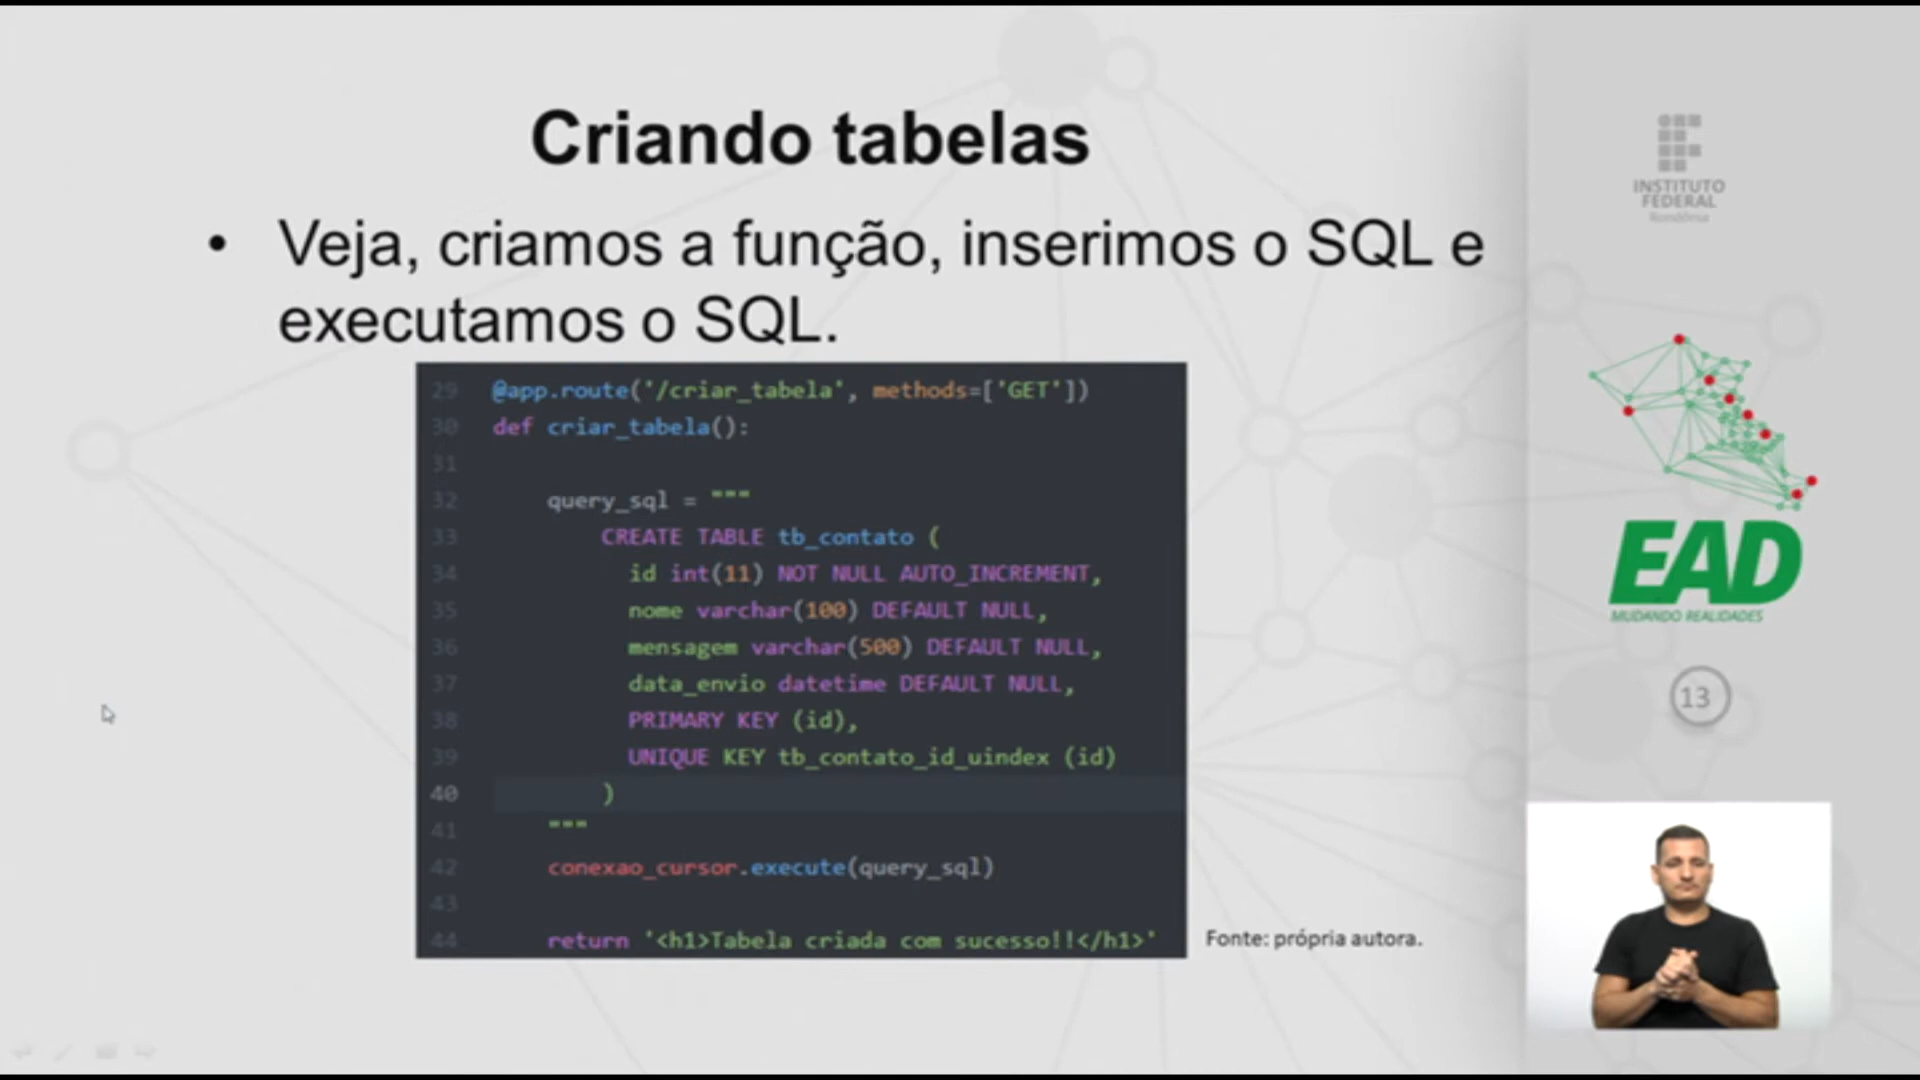 Criando tabelas
• Veja, criamos a função, inserimos o SQL e
executamos o SQL.
29 @app.route('/criar_tabela', methods=['GET'])
30 def criar_tabela():
31
32 query_sql = """
33 CREATE TABLE tb_contato (
34 id int(11) NOT NULL AUTO_INCREMENT,
35 nome varchar(100) DEFAULT NULL,
36 mensagem varchar(500) DEFAULT NULL,
37 data_envio datetime DEFAULT NULL,
38 PRIMARY KEY (id),
39 UNIQUE KEY tb_contato_id_uindex (id)
40 )
41 """
42 conexao_cursor.execute(query_sql)
43
44 return '<h1>Tabela criada com sucesso!!</h1>'
Fonte: própria autora.
INSTITUTO
FEDERAL
Rondônia
EAD
MUDANDO REALIDADES
13